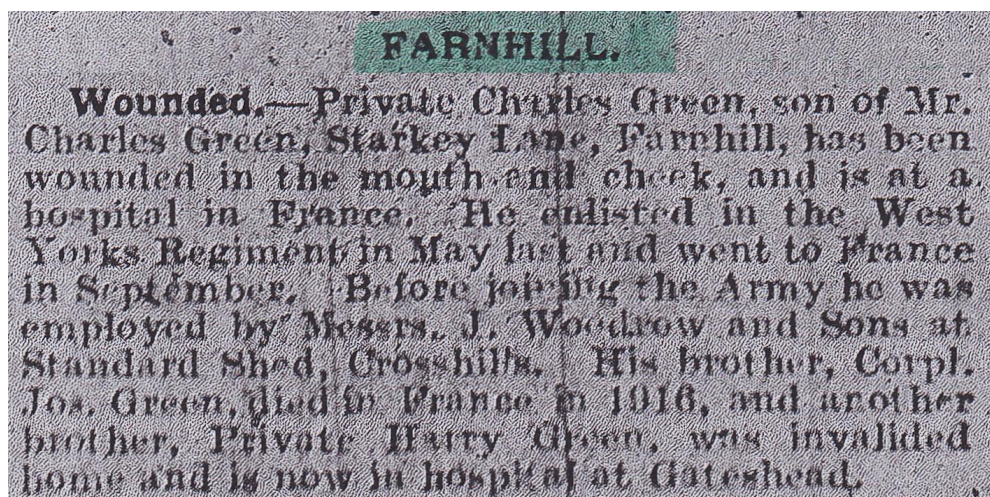 FARNHILL.
Wounded.—Private Charles Green, son of Mr.
Charles Green, Starkey Lane, Farnhill, has been
wounded in the mouth and cheek, and is at a
hospital in France. He enlisted in the West
Yorks Regiment in May last and went to France
in September. Before joining the Army he was
employed by Messrs. J. Woodrow and Sons at
Standard Shed, Crosshills. His brother, Corpl.
Jos. Green, died in France in 1916, and another
brother, Private Harry Green, was invalided
home and is now in hospital at Gateshead.